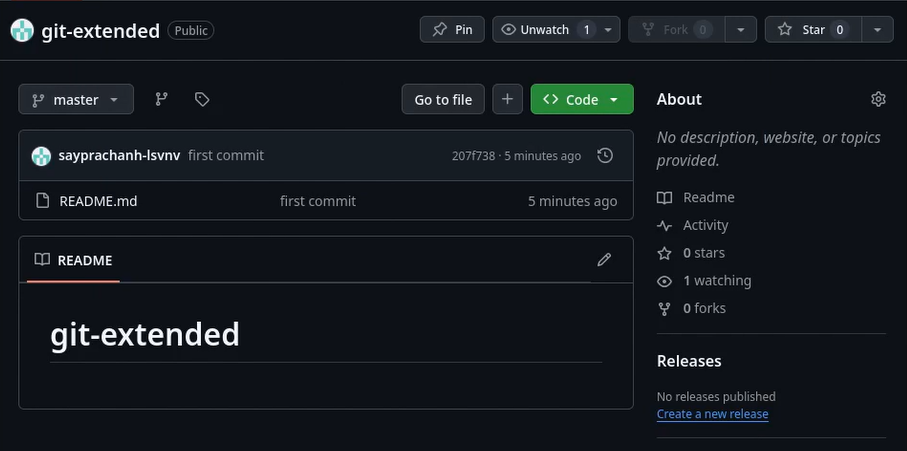 git-extended Public Pin Unwatch 1 Fork 0 Star 0
master Go to file + Code
sayprachanh-lsvnv first commit 207f738 · 5 minutes ago
README.md first commit 5 minutes ago
README
git-extended
About
No description, website, or topics
provided.
Readme
Activity
0 stars
1 watching
0 forks
Releases
No releases published
Create a new release